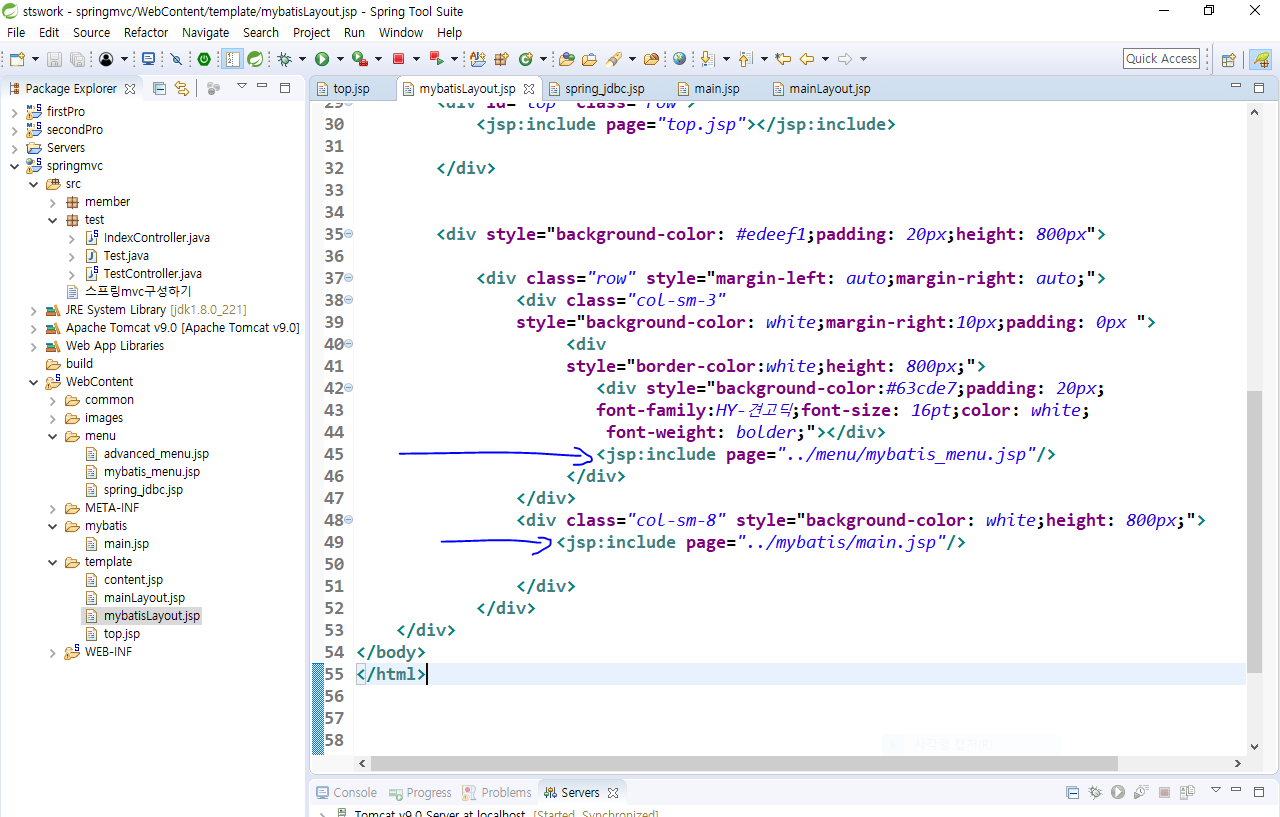 stswork - springmvc/WebContent/template/mybatisLayout.jsp - Spring Tool Suite
File Edit Source Refactor Navigate Search Project Run Window Help
Quick Access
Package Explorer
firstPro
secondPro
Servers
springmvc
src
member
test
IndexController.java
Test.java
TestController.java
스프링mvc구성하기
JRE System Library [jdk1.8.0_221]
Apache Tomcat v9.0 [Apache Tomcat v9.0]
Web App Libraries
build
WebContent
common
images
menu
advanced_menu.jsp
mybatis_menu.jsp
spring_jdbc.jsp
META-INF
mybatis
main.jsp
template
content.jsp
mainLayout.jsp
mybatisLayout.jsp
top.jsp
WEB-INF
top.jsp mybatisLayout.jsp spring_jdbc.jsp main.jsp mainLayout.jsp
29 <div id="top" class="row">
30 <jsp:include page="top.jsp"></jsp:include>
31
32 </div>
33
34
35 <div style="background-color: #edeef1;padding: 20px;height: 800px">
36
37 <div class="row" style="margin-left: auto;margin-right: auto;">
38 <div class="col-sm-3"
39 style="background-color: white;margin-right:10px;padding: 0px ">
40 <div
41 style="border-color:white;height: 800px;">
42 <div style="background-color:#63cde7;padding: 20px;
43 font-family:HY-견고딕;font-size: 16pt;color: white;
44 font-weight: bolder;"></div>
45 <jsp:include page="../menu/mybatis_menu.jsp"/>
46 </div>
47 </div>
48 <div class="col-sm-8" style="background-color: white;height: 800px;">
49 <jsp:include page="../mybatis/main.jsp"/>
50
51 </div>
52 </div>
53 </div>
54 </body>
55 </html>
56
57
58
Console Progress Problems Servers
Tomcat v9.0 Server at localhost [Started, Synchronized]